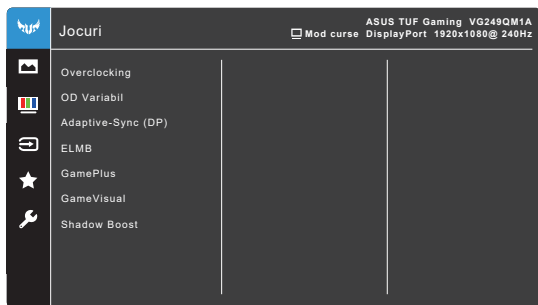 ASUS TUF Gaming VG249QM1A
Jocuri
Mod curse DisplayPort 1920x1080@ 240Hz
Overclocking
OD Variabil
Adaptive-Sync (DP)
ELMB
GamePlus
GameVisual
Shadow Boost